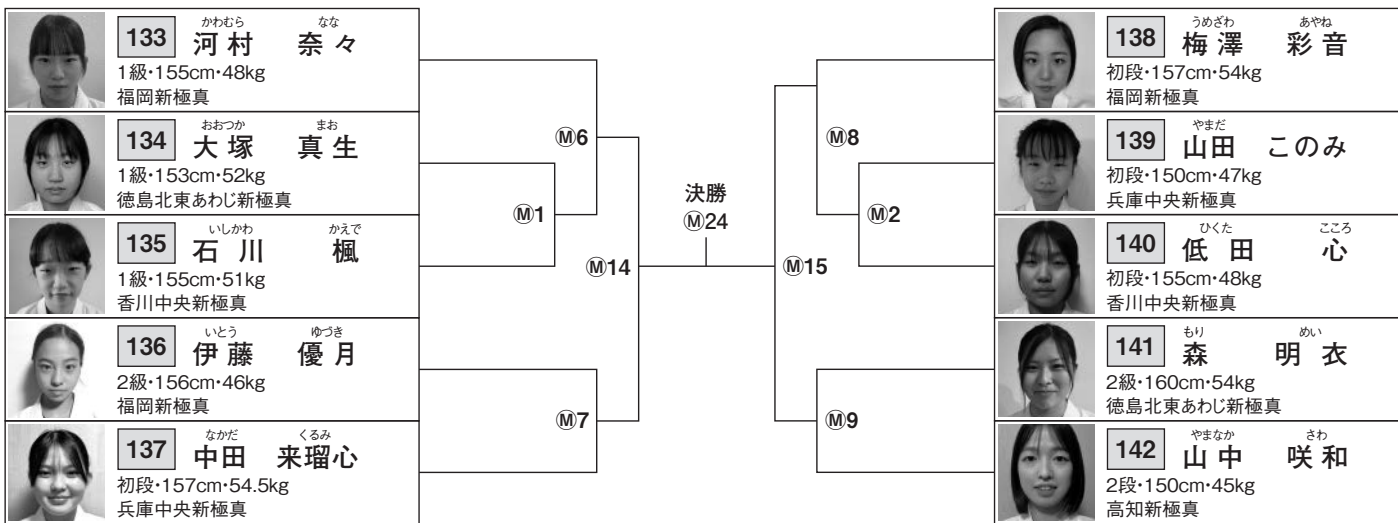 かわむら なな
133 河村 奈々
1級・155cm・48kg
福岡新極真
おおつか まお
134 大塚 真生
1級・153cm・52kg
徳島北東あわじ新極真
いしかわ かえで
135 石川 楓
1級・155cm・51kg
香川中央新極真
いとう ゆづき
136 伊藤 優月
2級・156cm・46kg
福岡新極真
なかだ くるみ
137 中田 来瑠心
初段・157cm・54.5kg
兵庫中央新極真
Ⓜ6
Ⓜ1
Ⓜ14
Ⓜ7
決勝
Ⓜ24
Ⓜ8
Ⓜ2
Ⓜ15
Ⓜ9
うめざわ あやね
138 梅澤 彩音
初段・157cm・54kg
福岡新極真
やまだ
139 山田 このみ
初段・150cm・47kg
兵庫中央新極真
ひくた こころ
140 低田 心
初段・155cm・48kg
香川中央新極真
もり めい
141 森 明衣
2級・160cm・54kg
徳島北東あわじ新極真
やまなか さわ
142 山中 咲和
2段・150cm・45kg
高知新極真